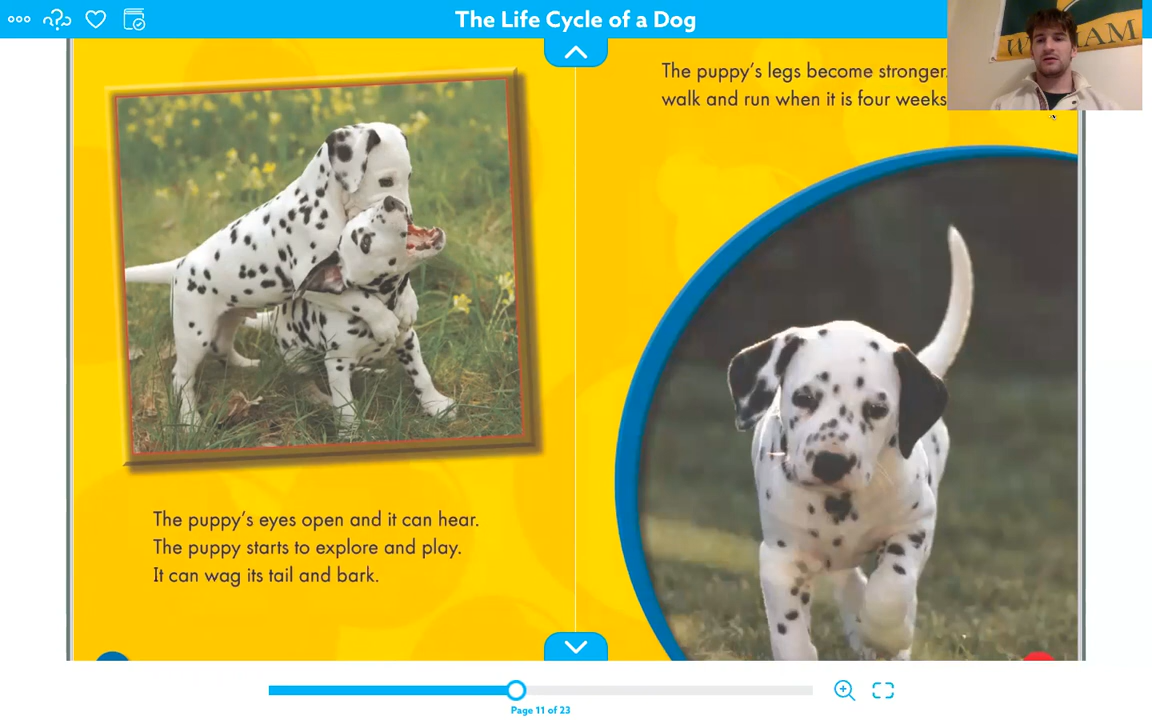 The Life Cycle of a Dog
The puppy's legs become stronger.
walk and run when it is four weeks
The puppy's eyes open and it can hear.
The puppy starts to explore and play.
It can wag its tail and bark.
Page 11 of 23